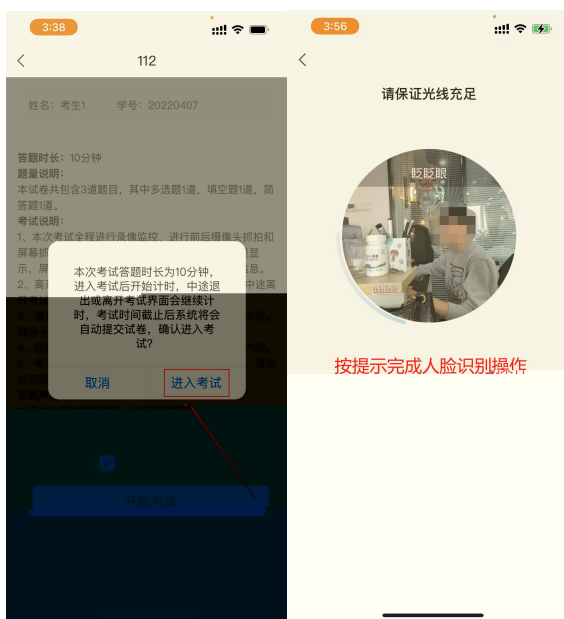 3:38
112
姓名：考生1 学号：20220407
答题时长：10分钟
题量说明：
本试卷共包含3道题目，其中多选题1道，填空题1道，简
答题1道。
考试说明：
1、本次考试全程进行录像监控，进行前后摄像头抓拍和
本次考试答题时长为10分钟，
进入考试后开始计时，中途退
出或离开考试界面会继续计
时，考试时间截止后系统将会
自动提交试卷，确认进入考
试?
取消 进入考试
开始考试
3:56
请保证光线充足
眨眨眼
按提示完成人脸识别操作